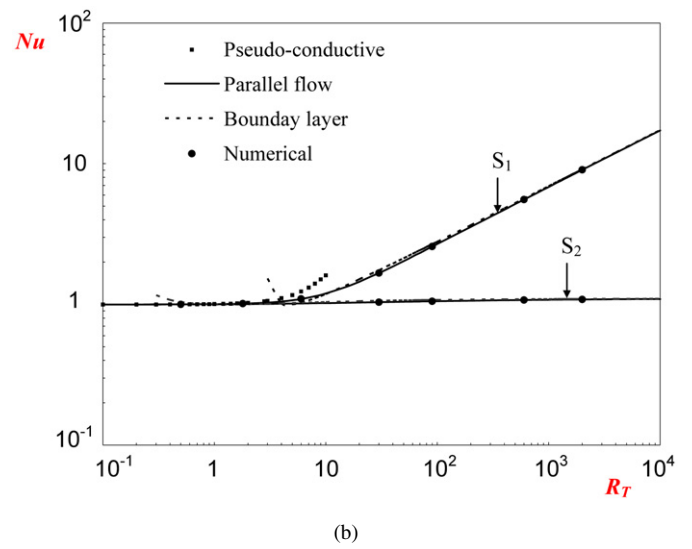 10²
Nu
Pseudo-conductive
Parallel flow
Bounday layer
Numerical
10
S₁
S₂
1
10⁻¹
10⁻¹ 1 10 10² 10³ 10⁴
R_T
(b)